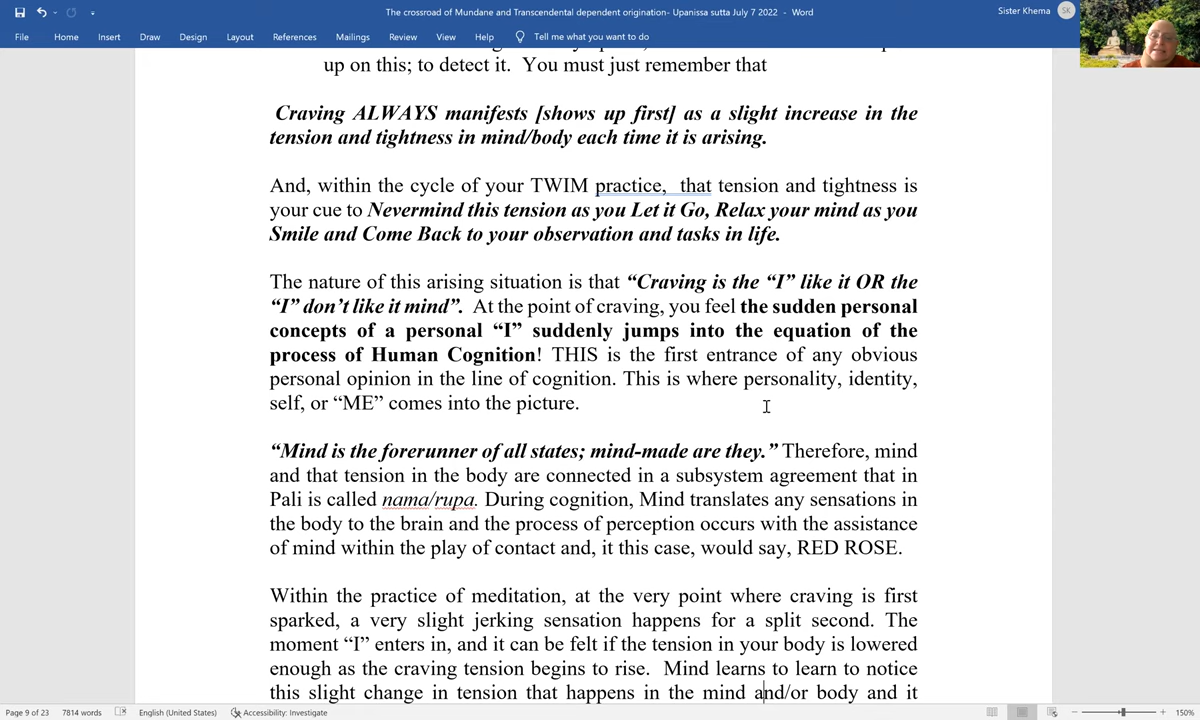 The crossroad of Mundane and Transcendental dependent origination- Upanissa sutta July 7 2022 - Word
Sister Khema
SK
File Home Insert Draw Design Layout References Mailings Review View Help Tell me what you want to do
up on this; to detect it. You must just remember that
Craving ALWAYS manifests [shows up first] as a slight increase in the
tension and tightness in mind/body each time it is arising.
And, within the cycle of your TWIM practice, that tension and tightness is
your cue to Nevermind this tension as you Let it Go, Relax your mind as you
Smile and Come Back to your observation and tasks in life.
The nature of this arising situation is that “Craving is the “I” like it OR the
“I” don’t like it mind”. At the point of craving, you feel the sudden personal
concepts of a personal “I” suddenly jumps into the equation of the
process of Human Cognition! THIS is the first entrance of any obvious
personal opinion in the line of cognition. This is where personality, identity,
self, or “ME” comes into the picture.
“Mind is the forerunner of all states; mind-made are they.” Therefore, mind
and that tension in the body are connected in a subsystem agreement that in
Pali is called nama/rupa. During cognition, Mind translates any sensations in
the body to the brain and the process of perception occurs with the assistance
of mind within the play of contact and, it this case, would say, RED ROSE.
Within the practice of meditation, at the very point where craving is first
sparked, a very slight jerking sensation happens for a split second. The
moment “I” enters in, and it can be felt if the tension in your body is lowered
enough as the craving tension begins to rise. Mind learns to learn to notice
this slight change in tension that happens in the mind and/or body and it
Page 9 of 23 7814 words English (United States) Accessibility: Investigate 150%